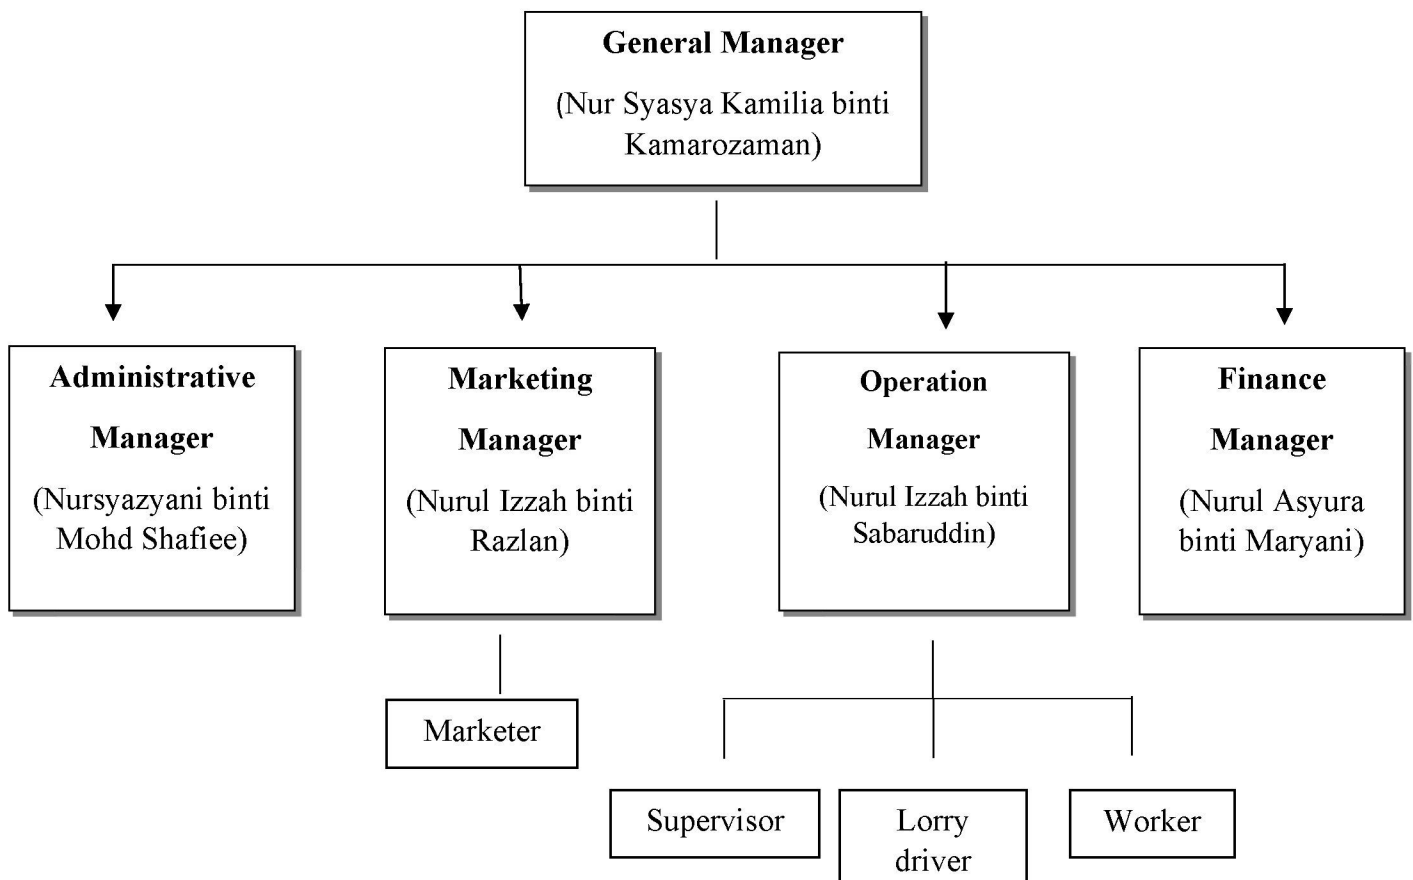 General Manager
(Nur Syasya Kamilia binti
Kamarozaman)
Administrative
Manager
(Nursyazyani binti
Mohd Shafiee)
Marketing
Manager
(Nurul Izzah binti
Razlan)
Operation
Manager
(Nurul Izzah binti
Sabaruddin)
Finance
Manager
(Nurul Asyura
binti Maryani)
Marketer
Supervisor
Lorry
driver
Worker